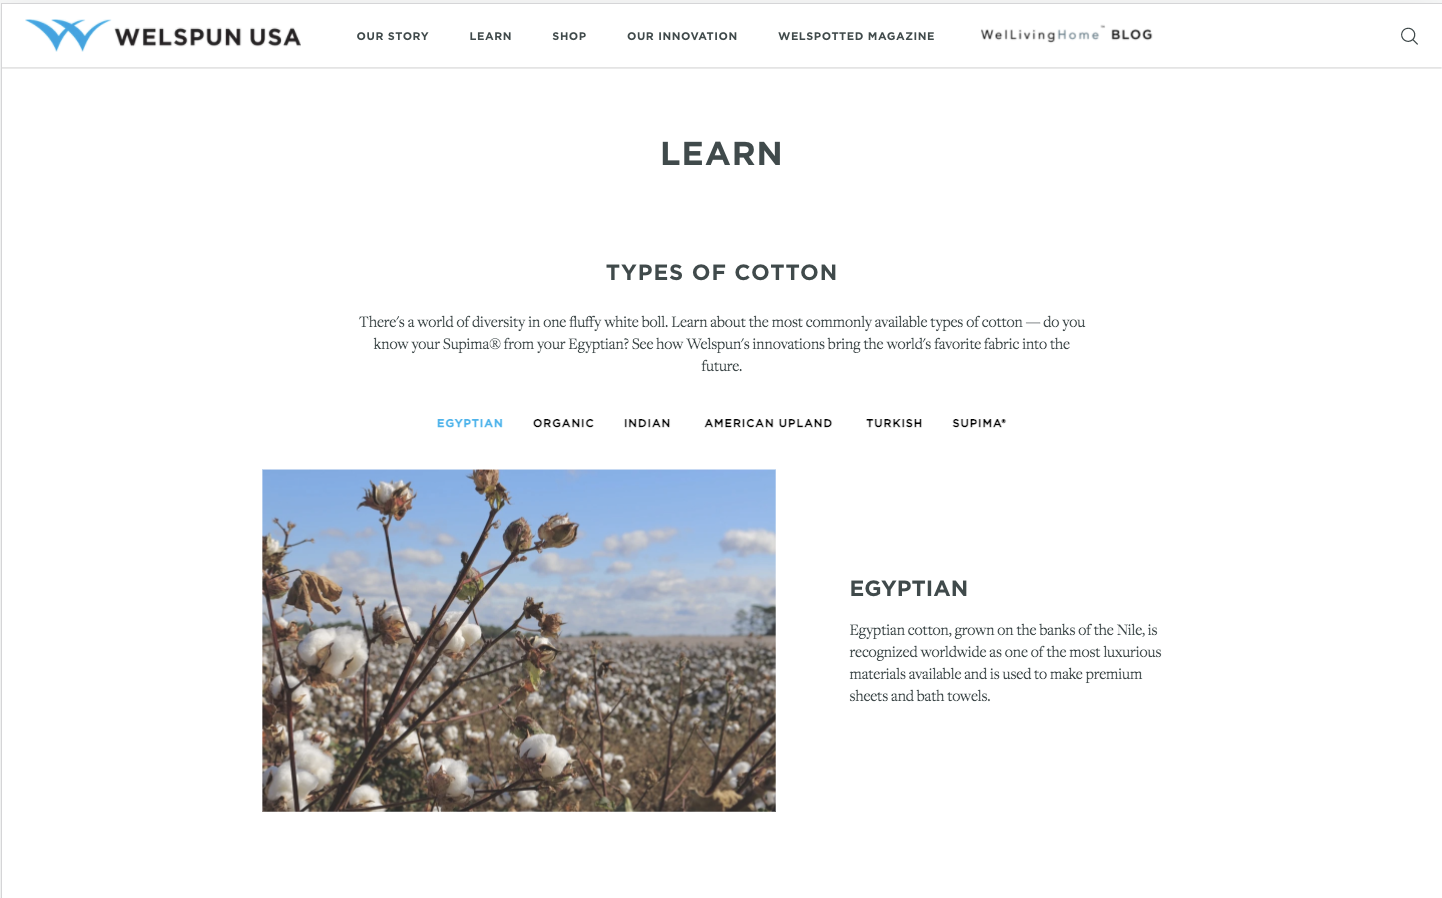 WELSPUN USA
OUR STORY
LEARN
SHOP
OUR INNOVATION
WELSPOTTED MAGAZINE
WelLivingHome™ BLOG
LEARN
TYPES OF COTTON
There's a world of diversity in one fluffy white boll. Learn about the most commonly available types of cotton — do you
know your Supima® from your Egyptian? See how Welspun's innovations bring the world's favorite fabric into the
future.
EGYPTIAN
ORGANIC
INDIAN
AMERICAN UPLAND
TURKISH
SUPIMA®
EGYPTIAN
Egyptian cotton, grown on the banks of the Nile, is
recognized worldwide as one of the most luxurious
materials available and is used to make premium
sheets and bath towels.